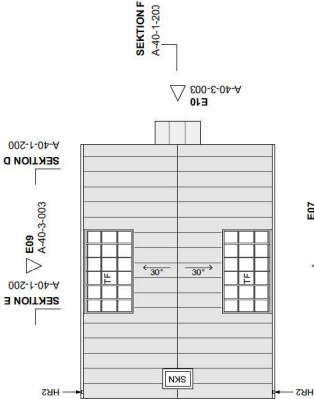 SEKTION F
A-40-1-200
A-40-3-003
E10
A-40-1-200
SEKTION D
E09
A-40-3-003
A-40-1-200
SEKTION E
E07
TF
30°
30°
TF
SKN
HR2
HR2